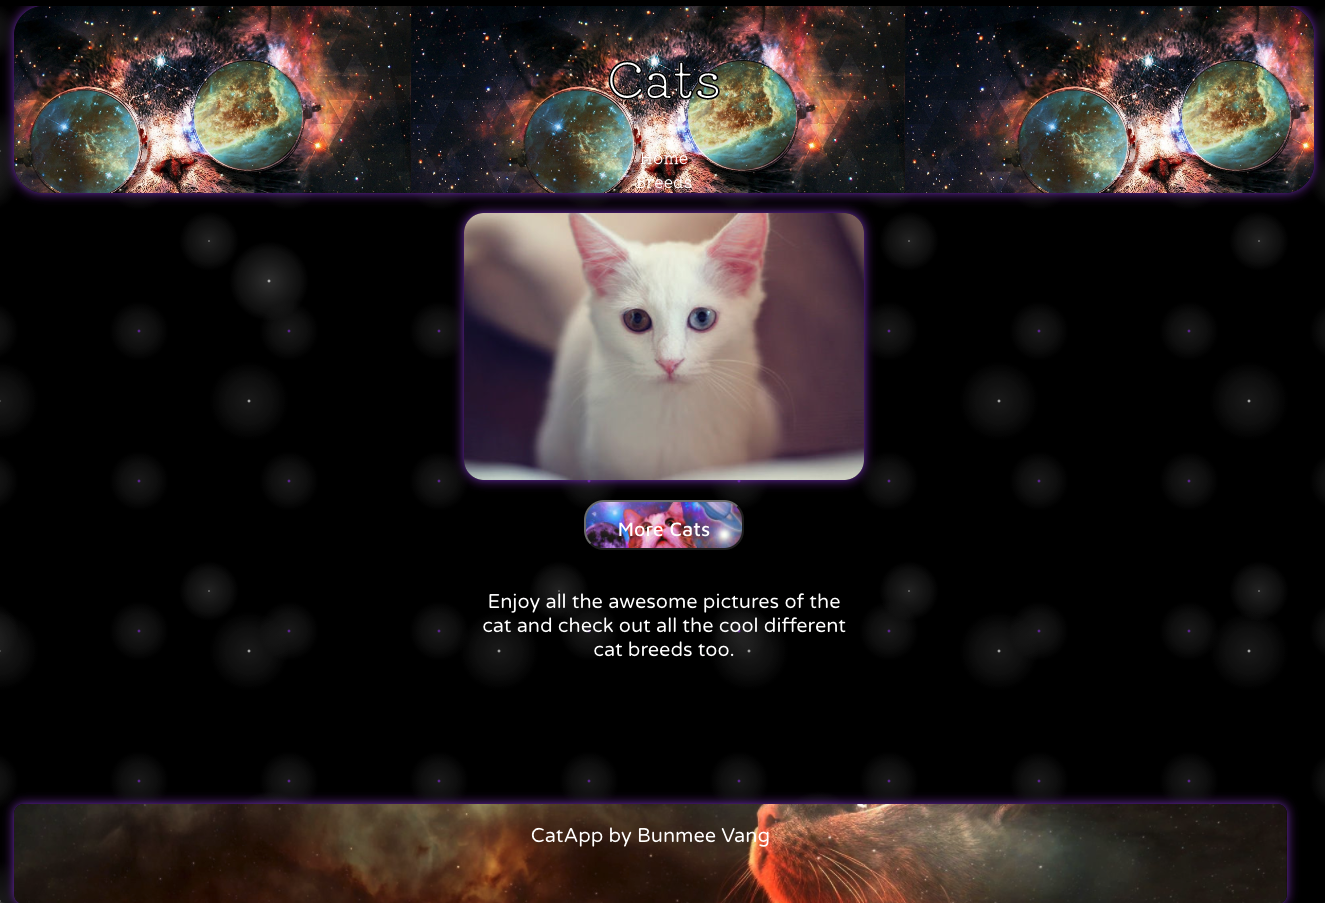 Cats
Home
Breeds
More Cats
Enjoy all the awesome pictures of the
cat and check out all the cool different
cat breeds too.
CatApp by Bunmee Vang